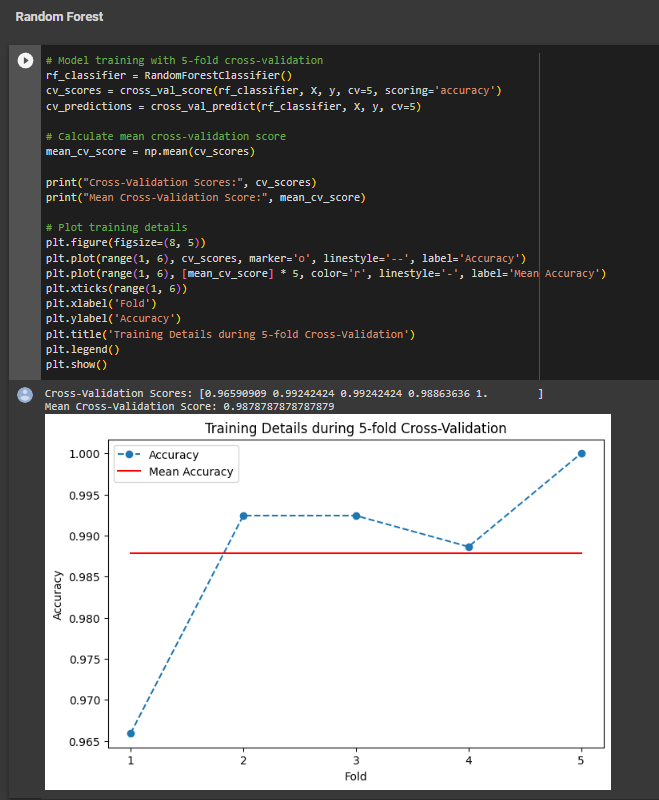 Random Forest
# Model training with 5-fold cross-validation
rf_classifier = RandomForestClassifier()
cv_scores = cross_val_score(rf_classifier, X, y, cv=5, scoring='accuracy')
cv_predictions = cross_val_predict(rf_classifier, X, y, cv=5)
# Calculate mean cross-validation score
mean_cv_score = np.mean(cv_scores)
print("Cross-Validation Scores:", cv_scores)
print("Mean Cross-Validation Score:", mean_cv_score)
# Plot training details
plt.figure(figsize=(8, 5))
plt.plot(range(1, 6), cv_scores, marker='o', linestyle='--', label='Accuracy')
plt.plot(range(1, 6), [mean_cv_score] * 5, color='r', linestyle='-', label='Mean Accuracy')
plt.xticks(range(1, 6))
plt.xlabel('Fold')
plt.ylabel('Accuracy')
plt.title('Training Details during 5-fold Cross-Validation')
plt.legend()
plt.show()
Cross-Validation Scores: [0.96590909 0.99242424 0.99242424 0.98863636 1.        ]
Mean Cross-Validation Score: 0.9878787878787879
Training Details during 5-fold Cross-Validation
Accuracy
Mean Accuracy
1.000
0.995
0.990
0.985
0.980
0.975
0.970
0.965
Accuracy
1 2 3 4 5
Fold